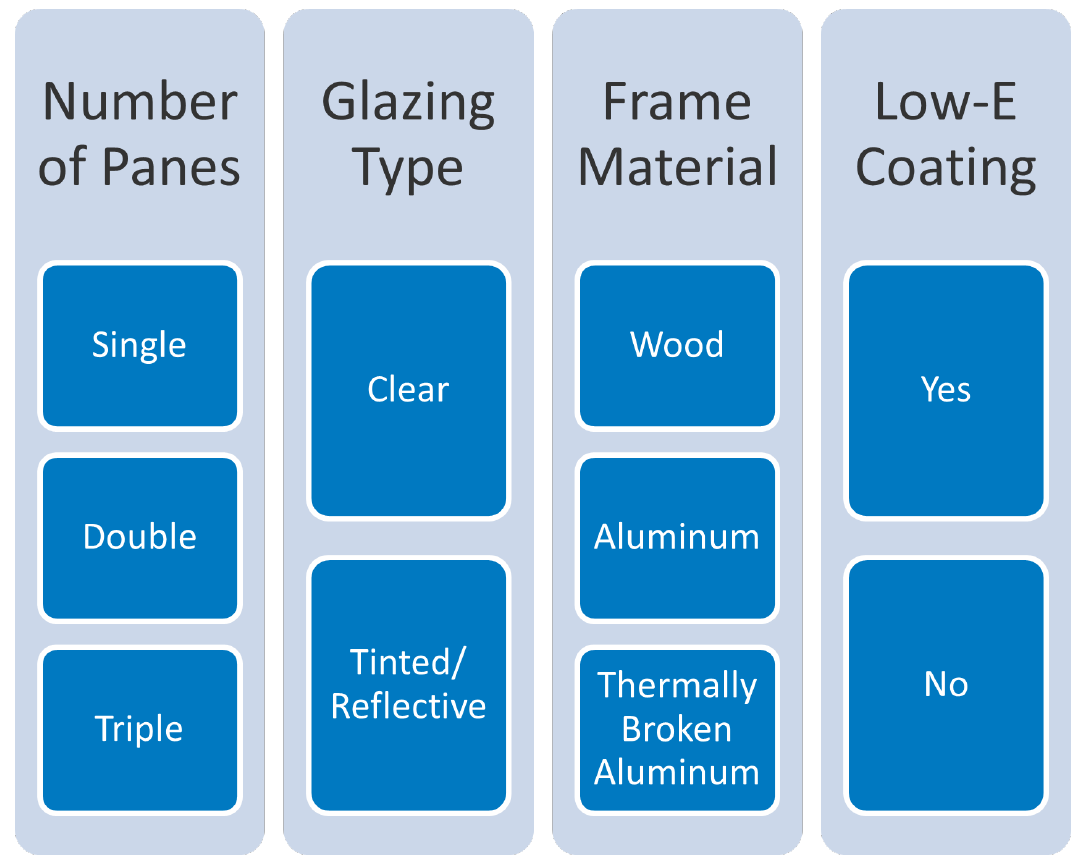 Number
of Panes
Single
Double
Triple
Glazing
Type
Clear
Tinted/
Reflective
Frame
Material
Wood
Aluminum
Thermally
Broken
Aluminum
Low-E
Coating
Yes
No